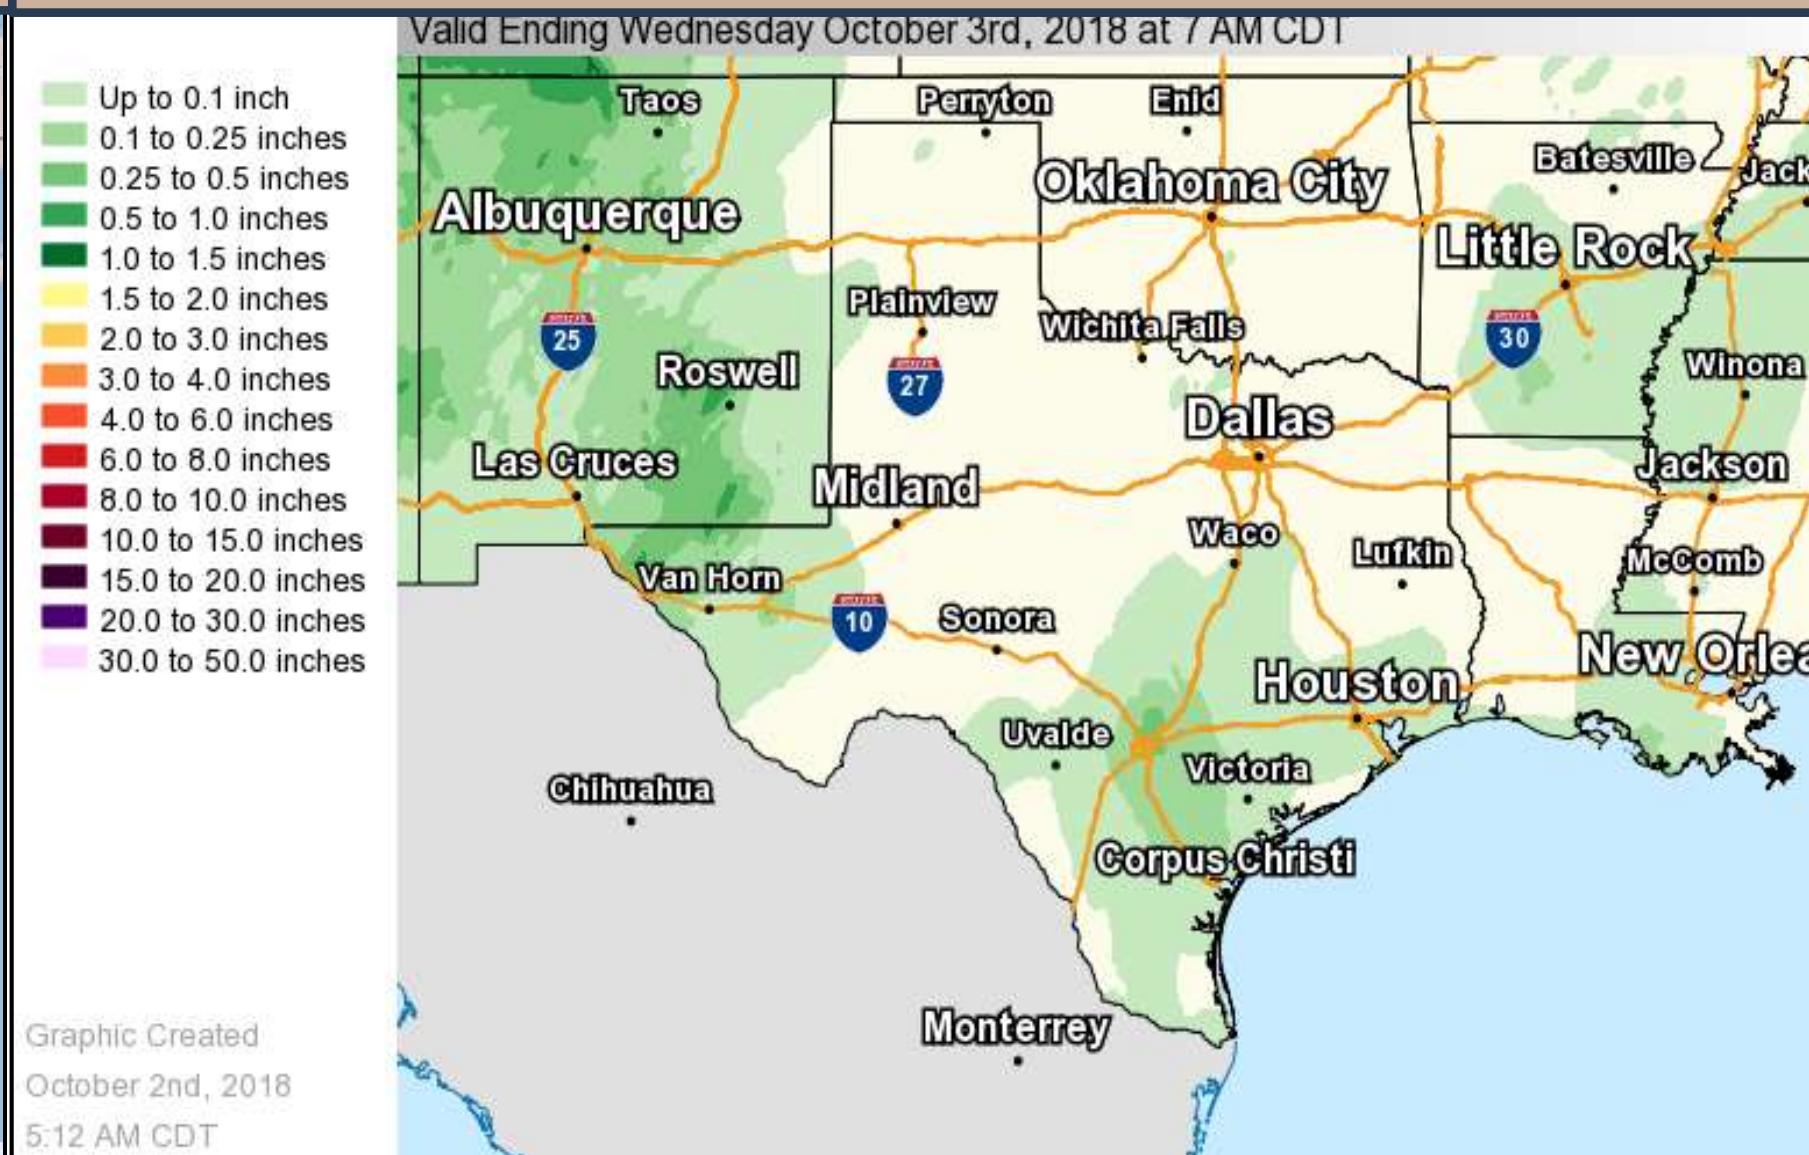 Valid Ending Wednesday October 3rd, 2018 at 7 AM CDT
Up to 0.1 inch
0.1 to 0.25 inches
0.25 to 0.5 inches
0.5 to 1.0 inches
1.0 to 1.5 inches
1.5 to 2.0 inches
2.0 to 3.0 inches
3.0 to 4.0 inches
4.0 to 6.0 inches
6.0 to 8.0 inches
8.0 to 10.0 inches
10.0 to 15.0 inches
15.0 to 20.0 inches
20.0 to 30.0 inches
30.0 to 50.0 inches
Graphic Created
October 2nd, 2018
5:12 AM CDT
Taos
Perryton
Enid
Batesville
Jack
Oklahoma City
Albuquerque
Little Rock
Plainview
Wichita Falls
25
30
Roswell
27
Winona
Dallas
Las Cruces
Midland
Jackson
Waco
Lufkin
McComb
Van Horn
10
Sonora
New Orlea
Houston
Uvalde
Victoria
Chihuahua
Corpus Christi
Monterrey